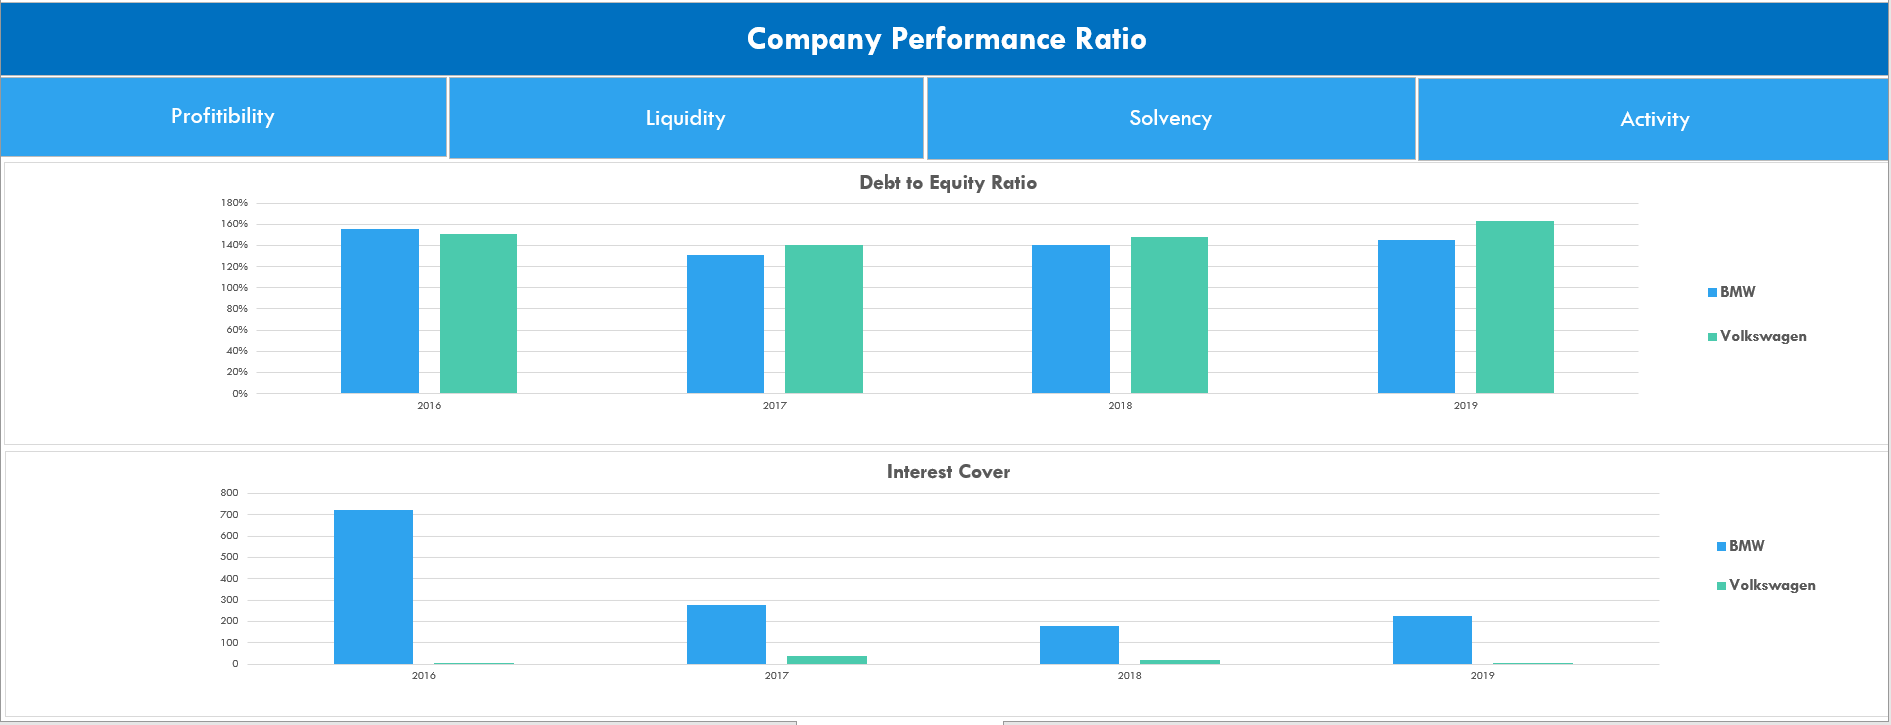 Company Performance Ratio
Profitibility
Liquidity
Solvency
Activity
Debt to Equity Ratio
180%
160%
140%
120%
100%
80%
60%
40%
20%
0%
2016
2017
2018
2019
BMW
Volkswagen
Interest Cover
800
700
600
500
400
300
200
100
0
2016
2017
2018
2019
BMW
Volkswagen